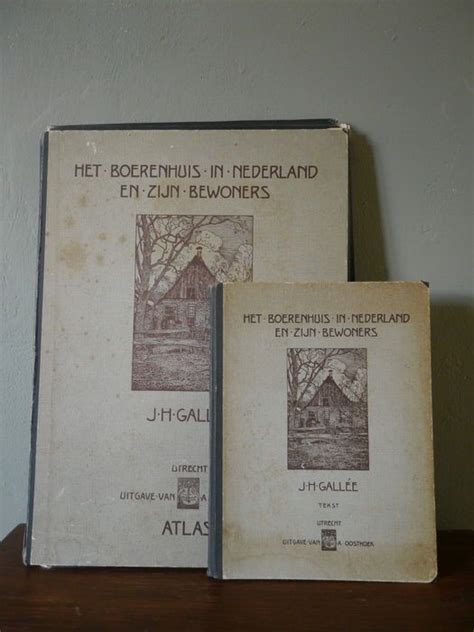 HET·BOERENHUIS·IN·NEDERLAND
EN·ZIJN·BEWONERS
J·H·GALL
UTRECHT
UITGAVE·VAN A
ATLAS
HET·BOERENHUIS·IN·NEDERLAND
EN·ZIJN·BEWONERS
J·H·GALLÉE
TEKST
UTRECHT
UITGAVE·VAN A·OOSTHOEK